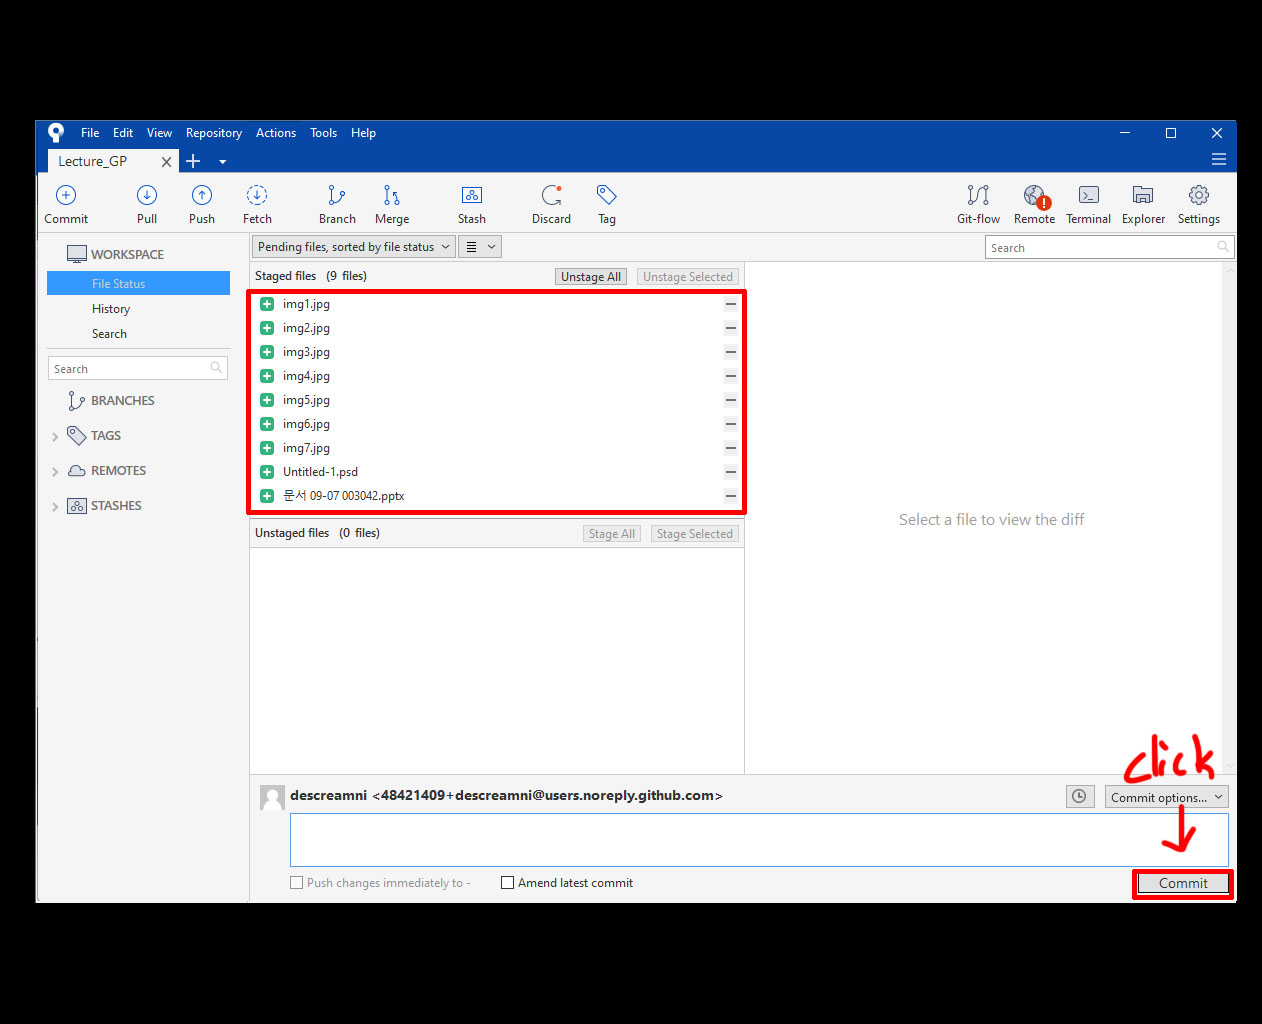 File Edit View Repository Actions Tools Help
Lecture_GP
Commit Pull Push Fetch Branch Merge Stash Discard Tag Git-flow Remote Terminal Explorer Settings
WORKSPACE
File Status
History
Search
Search
BRANCHES
TAGS
REMOTES
STASHES
Pending files, sorted by file status
Search
Staged files (9 files) Unstage All Unstage Selected
img1.jpg
img2.jpg
img3.jpg
img4.jpg
img5.jpg
img6.jpg
img7.jpg
Untitled-1.psd
문서 09-07 003042.pptx
Unstaged files (0 files) Stage All Stage Selected
Select a file to view the diff
click
descreamni <48421409+descreamni@users.noreply.github.com>
Commit options...
Push changes immediately to -
Amend latest commit
Commit